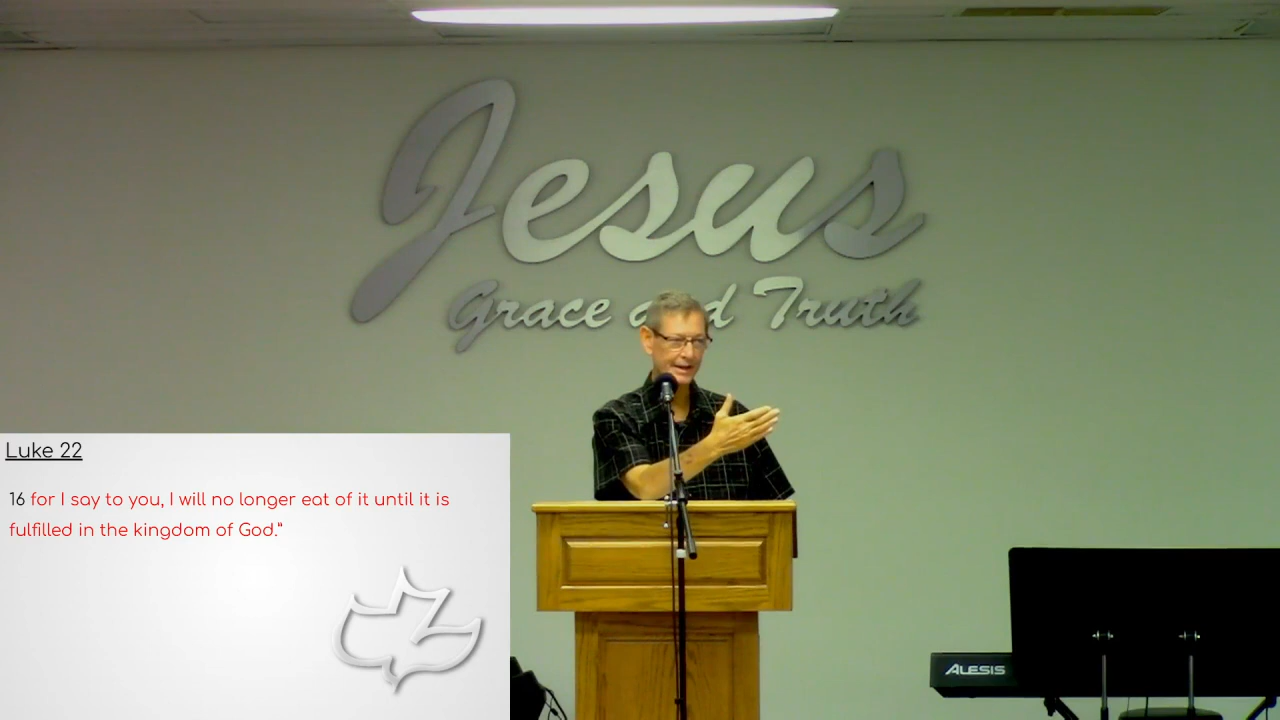 Jesus
Grace and Truth
Luke 22
16 for I say to you, I will no longer eat of it until it is
fulfilled in the kingdom of God.”
ALESIS